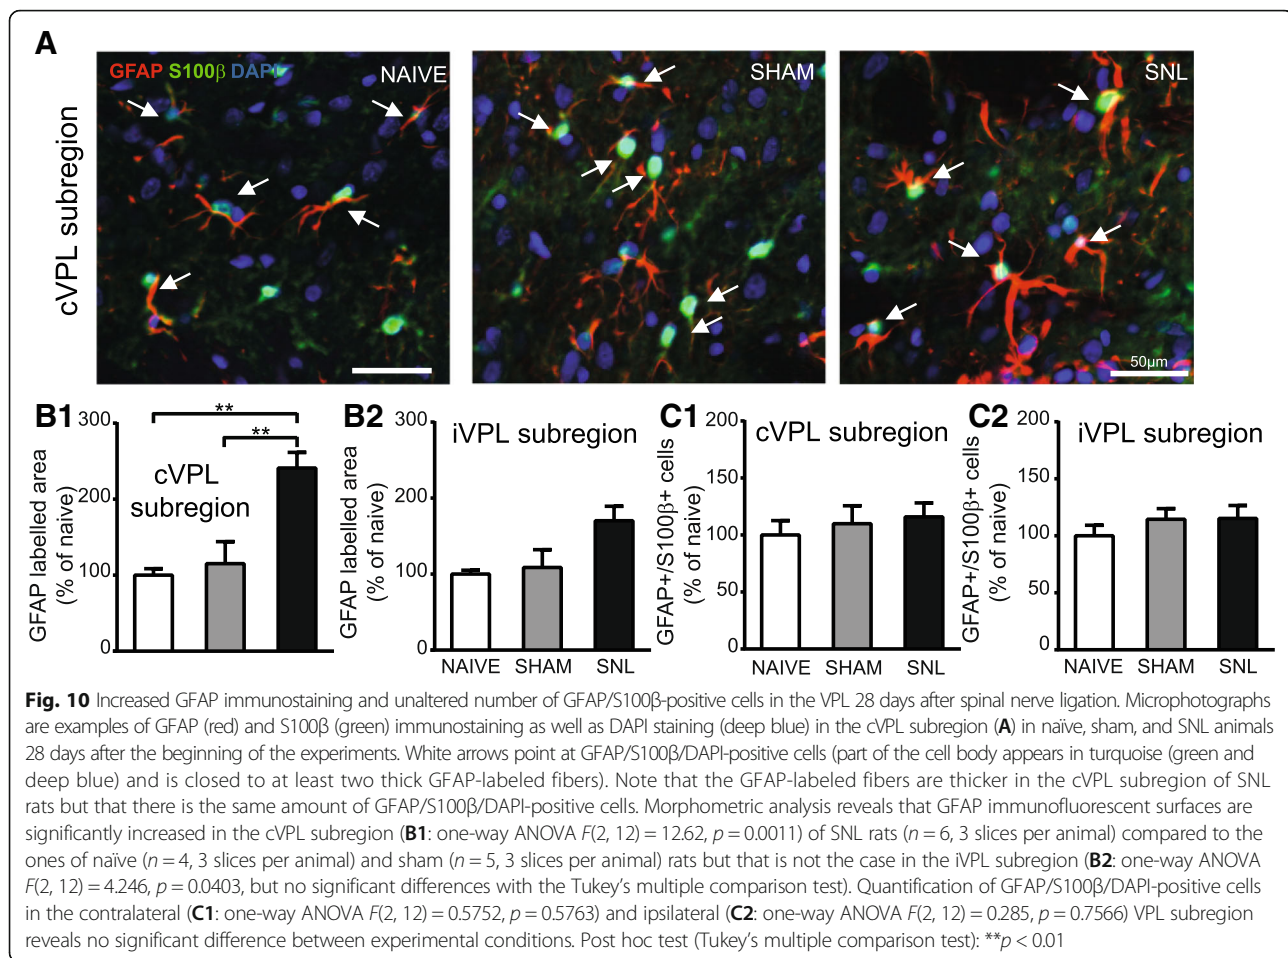 A
GFAP S100β DAPI
NAIVE
SHAM
SNL
cVPL subregion
50µm
B1
300
200
100
0
GFAP labelled area
(% of naive)
**
**
cVPL
subregion
B2
300
200
100
0
GFAP labelled area
(% of naive)
iVPL subregion
NAIVE SHAM SNL
C1
200
150
100
50
0
GFAP+/S100β+ cells
(% of naive)
cVPL subregion
NAIVE SHAM SNL
C2
200
150
100
50
0
GFAP+/S100β+ cells
(% of naive)
iVPL subregion
NAIVE SHAM SNL
Fig. 10 Increased GFAP immunostaining and unaltered number of GFAP/S100β-positive cells in the VPL 28 days after spinal nerve ligation. Microphotographs
are examples of GFAP (red) and S100β (green) immunostaining as well as DAPI staining (deep blue) in the cVPL subregion (A) in naïve, sham, and SNL animals
28 days after the beginning of the experiments. White arrows point at GFAP/S100β/DAPI-positive cells (part of the cell body appears in turquoise (green and
deep blue) and is closed to at least two thick GFAP-labeled fibers). Note that the GFAP-labeled fibers are thicker in the cVPL subregion of SNL
rats but that there is the same amount of GFAP/S100β/DAPI-positive cells. Morphometric analysis reveals that GFAP immunofluorescent surfaces are
significantly increased in the cVPL subregion (B1: one-way ANOVA F(2, 12) = 12.62, p = 0.0011) of SNL rats (n = 6, 3 slices per animal) compared to the
ones of naïve (n = 4, 3 slices per animal) and sham (n = 5, 3 slices per animal) rats but that is not the case in the iVPL subregion (B2: one-way ANOVA
F(2, 12) = 4.246, p = 0.0403, but no significant differences with the Tukey's multiple comparison test). Quantification of GFAP/S100β/DAPI-positive cells
in the contralateral (C1: one-way ANOVA F(2, 12) = 0.5752, p = 0.5763) and ipsilateral (C2: one-way ANOVA F(2, 12) = 0.285, p = 0.7566) VPL subregion
reveals no significant difference between experimental conditions. Post hoc test (Tukey's multiple comparison test): **p < 0.01